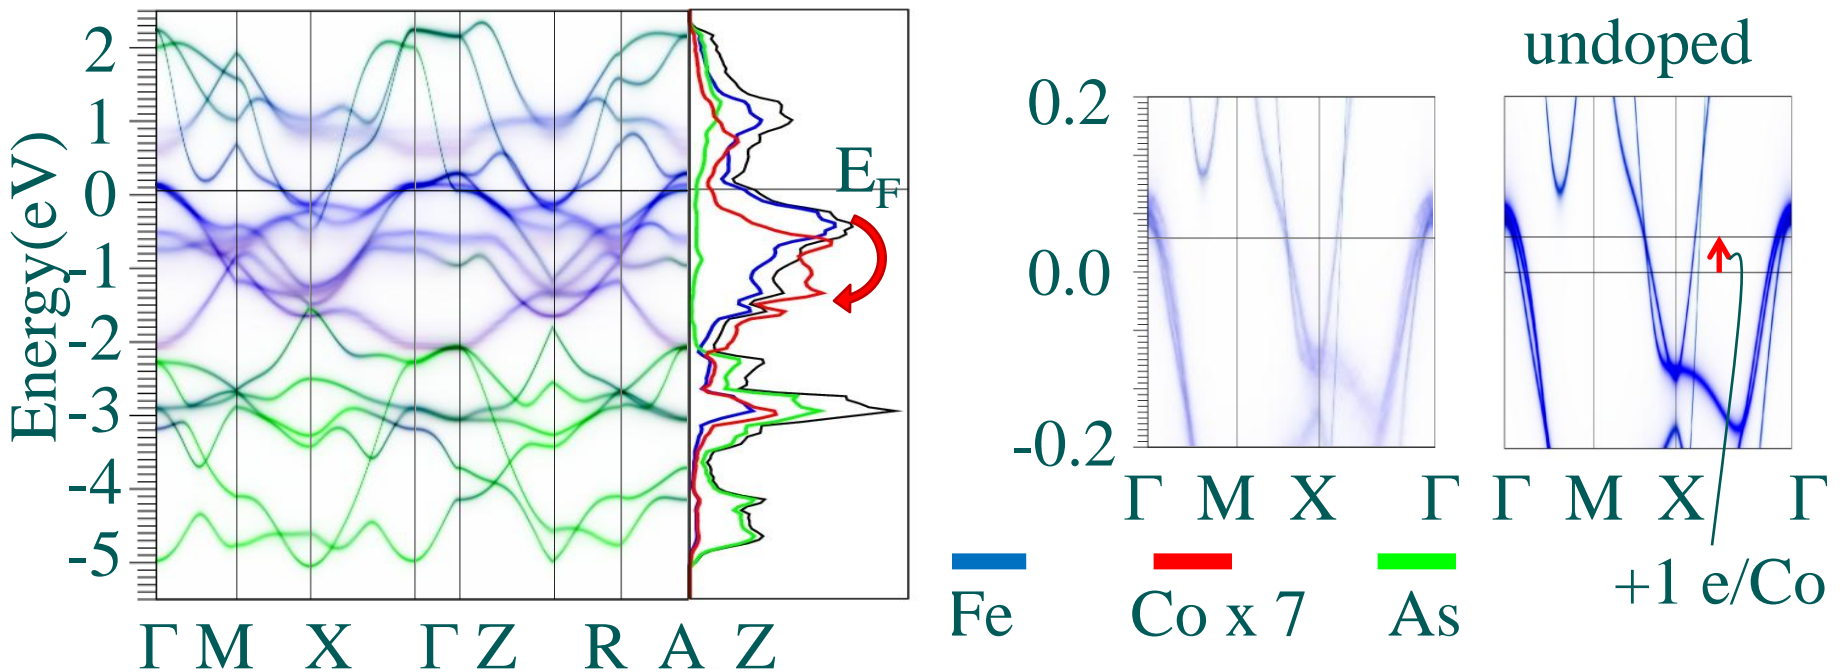 Energy(eV)
2
1
0
-1
-2
-3
-4
-5
Γ M X Γ Z R A Z
E_F
0.2
0.0
-0.2
Γ M X Γ
undoped
Γ M X Γ
+1 e/Co
Fe
Co x 7
As